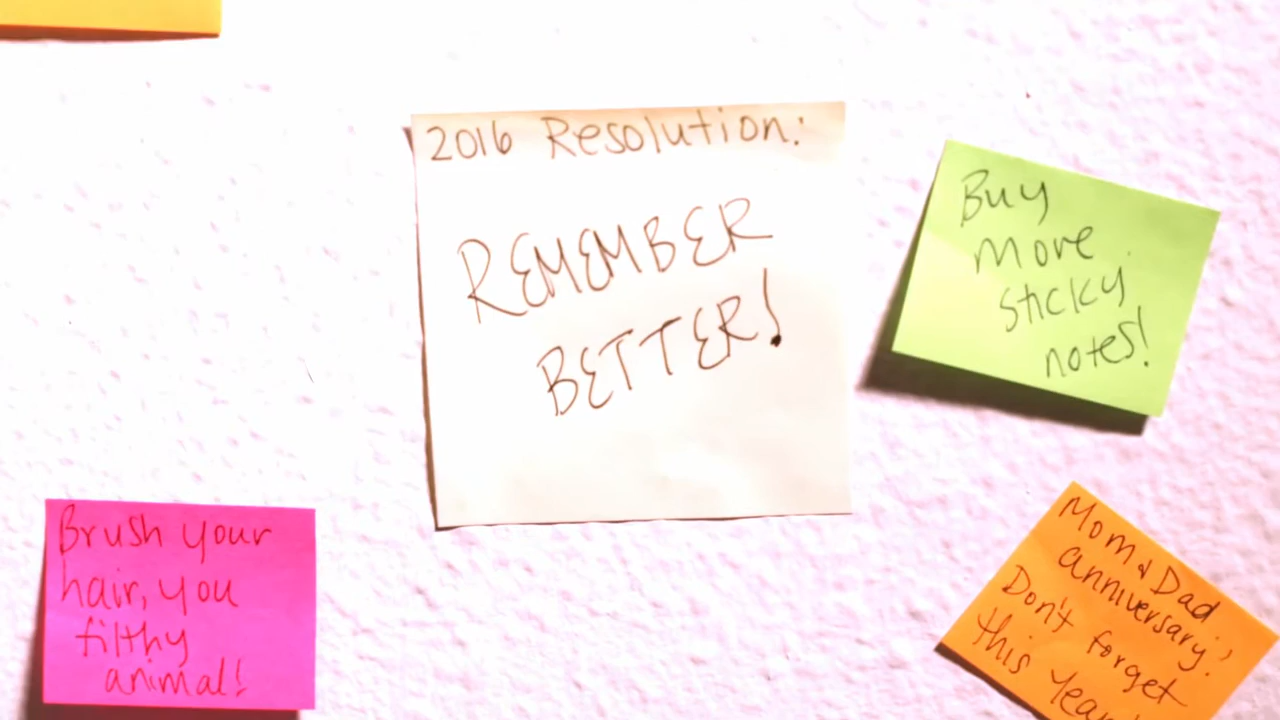 2016 Resolution:
REMEMBER
BETTER!
Buy
more
sticky
notes!
Brush your
hair, you
filthy
animal!
Mom & Dad
anniversary!
Don't forget
this year